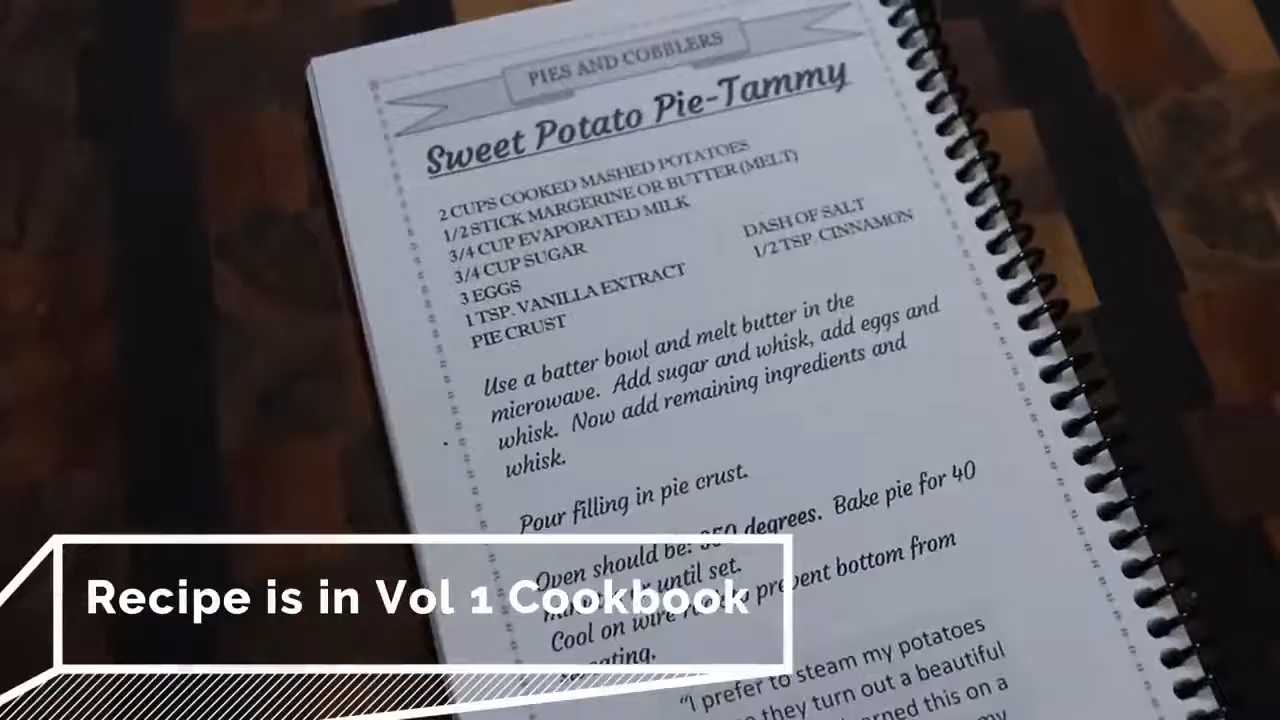 PIES AND COBBLERS
Sweet Potato Pie-Tammy
2 CUPS COOKED MASHED POTATOES
1/2 STICK MARGERINE OR BUTTER (MELT)
3/4 CUP EVAPORATED MILK
3/4 CUP SUGAR
3 EGGS
1 TSP. VANILLA EXTRACT
PIE CRUST
DASH OF SALT
1/2 TSP. CINNAMON
Use a batter bowl and melt butter in the
microwave. Add sugar and whisk, add eggs and
whisk. Now add remaining ingredients and
whisk.
Pour filling in pie crust.
Oven should be: 350 degrees. Bake pie for 40
until set.
Cool on wire to prevent bottom from
"I prefer to steam my potatoes
they turn out a beautiful
this on a
my
Recipe is in Vol 1 Cookbook